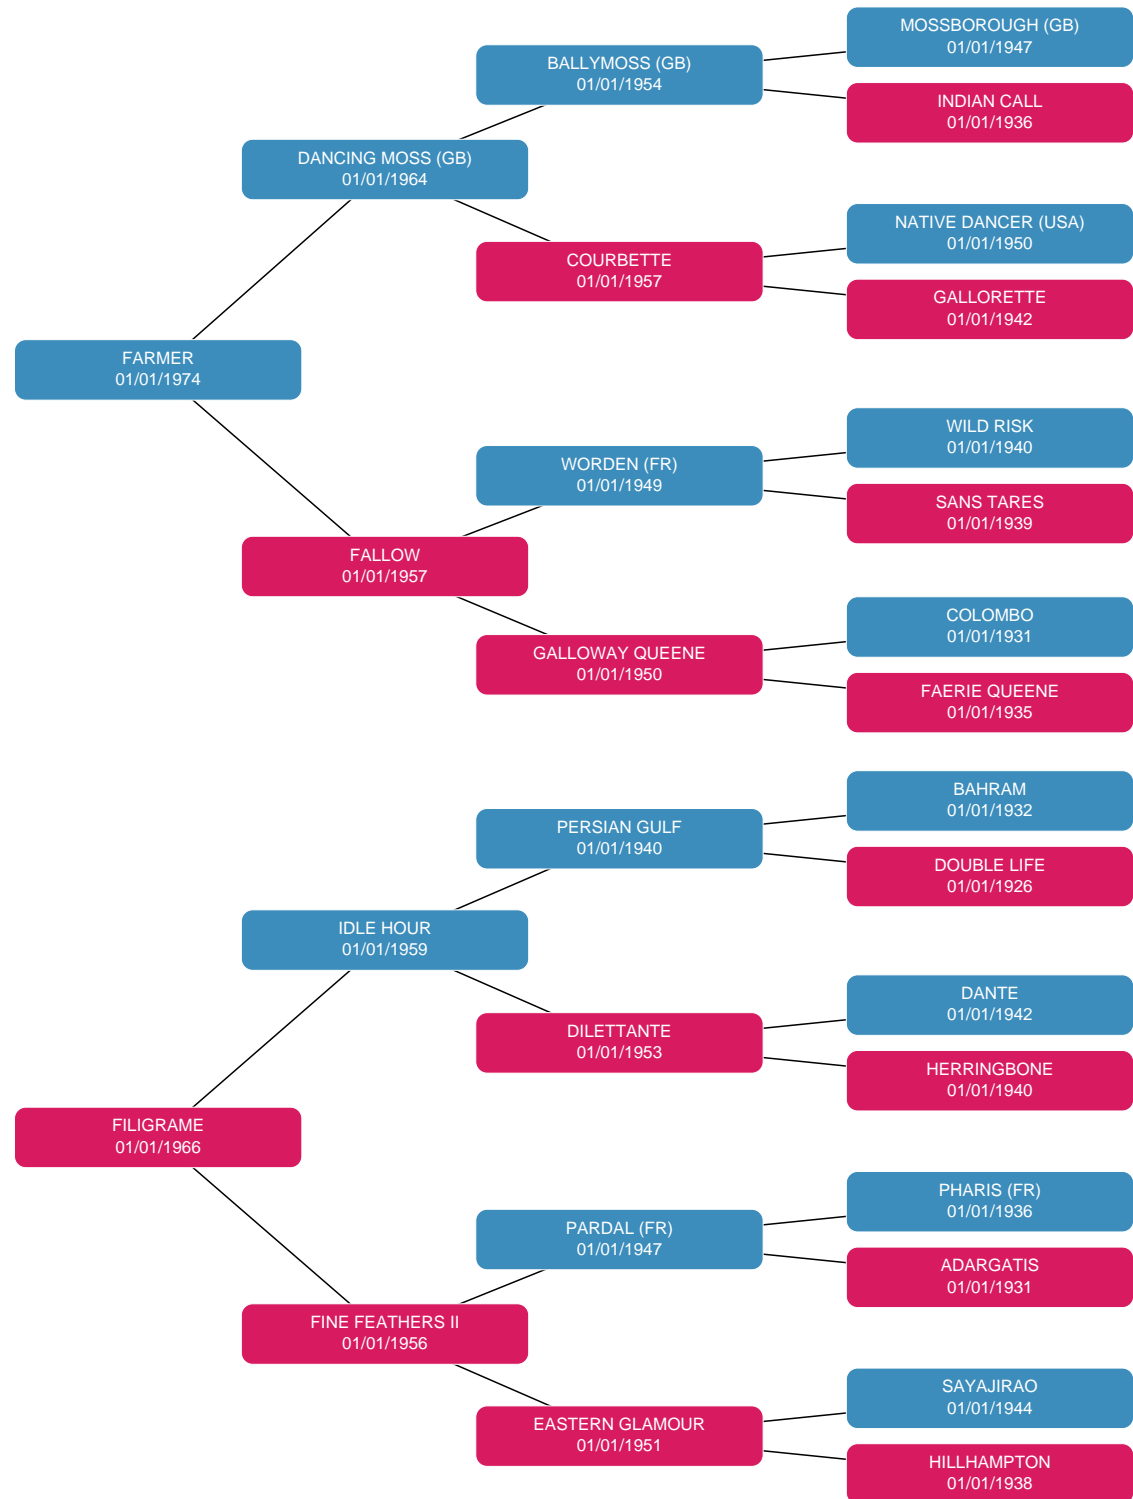 MOSSBOROUGH (GB)
01/01/1947
BALLYMOSS (GB)
01/01/1954
INDIAN CALL
01/01/1936
DANCING MOSS (GB)
01/01/1964
NATIVE DANCER (USA)
01/01/1950
COURBETTE
01/01/1957
GALLORETTE
01/01/1942
FARMER
01/01/1974
WILD RISK
01/01/1940
WORDEN (FR)
01/01/1949
SANS TARES
01/01/1939
FALLOW
01/01/1957
COLOMBO
01/01/1931
GALLOWAY QUEENE
01/01/1950
FAERIE QUEENE
01/01/1935
BAHRAM
01/01/1932
PERSIAN GULF
01/01/1940
DOUBLE LIFE
01/01/1926
IDLE HOUR
01/01/1959
DANTE
01/01/1942
DILETTANTE
01/01/1953
HERRINGBONE
01/01/1940
FILIGRAME
01/01/1966
PHARIS (FR)
01/01/1936
PARDAL (FR)
01/01/1947
ADARGATIS
01/01/1931
FINE FEATHERS II
01/01/1956
SAYAJIRAO
01/01/1944
EASTERN GLAMOUR
01/01/1951
HILLHAMPTON
01/01/1938